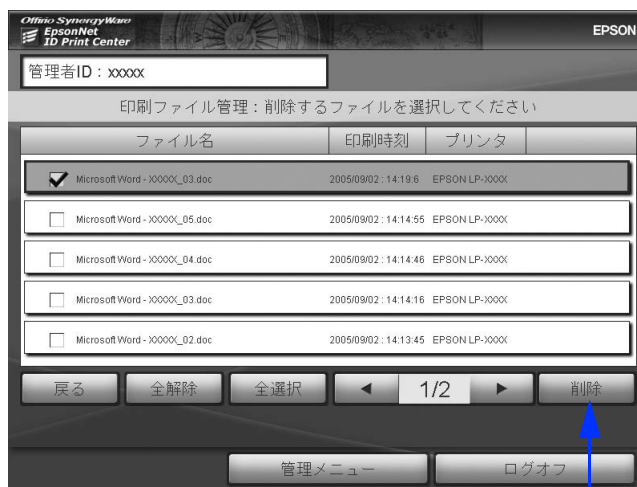 Offirio SynergyWare
EpsonNet
ID Print Center
EPSON
管理者ID：xxxxx
印刷ファイル管理：削除するファイルを選択してください
ファイル名 印刷時刻 プリンタ
Microsoft Word - XXXXX_03.doc 2005/09/02 : 14:19:6 EPSON LP-XXXX
Microsoft Word - XXXXX_05.doc 2005/09/02 : 14:14:55 EPSON LP-XXXX
Microsoft Word - XXXXX_04.doc 2005/09/02 : 14:14:46 EPSON LP-XXXX
Microsoft Word - XXXXX_03.doc 2005/09/02 : 14:14:16 EPSON LP-XXXX
Microsoft Word - XXXXX_02.doc 2005/09/02 : 14:13:45 EPSON LP-XXXX
戻る 全解除 全選択 ◀ 1/2 ▶ 削除
管理メニュー ログオフ